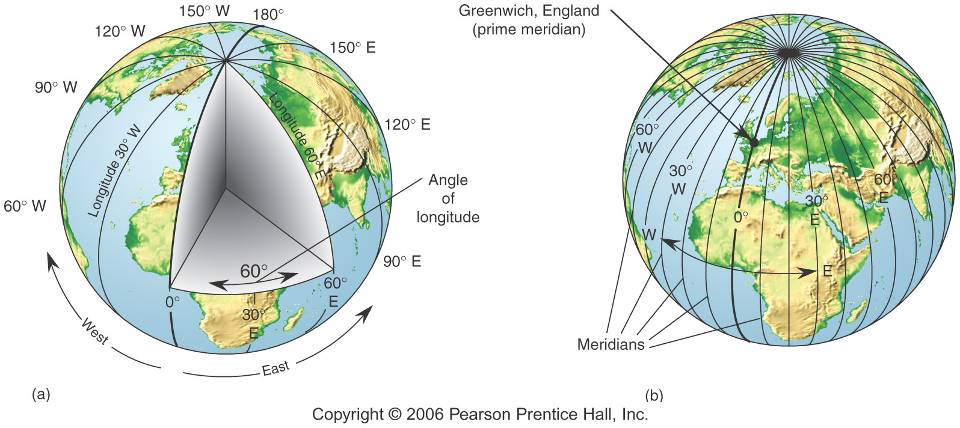 150° W
180°
120° W
150° E
90° W
120° E
Longitude 30° W
Longitude 60° E
60° W
Angle
of
longitude
90° E
60°
60°
E
0°
30°
E
West
East
(a)
Greenwich, England
(prime meridian)
60°
W
30°
W
60°
E
30°
E
0°
W
E
Meridians
(b)
Copyright © 2006 Pearson Prentice Hall, Inc.